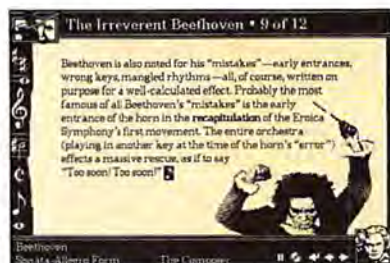 The Irreverent Beethoven • 9 of 12
Beethoven is also noted for his "mistakes"—early entrances,
wrong keys, mangled rhythms—all, of course, written on
purpose for a well-calculated effect. Probably the most
famous of all Beethoven's "mistakes" is the early
entrance of the horn in the recapitulation of the Eroica
Symphony's first movement. The entire orchestra
(playing in another key at the time of the horn's "error")
effects a massive rescue, as if to say
"Too soon! Too soon!"
Beethoven
Sonata-Allegro Form The Composer